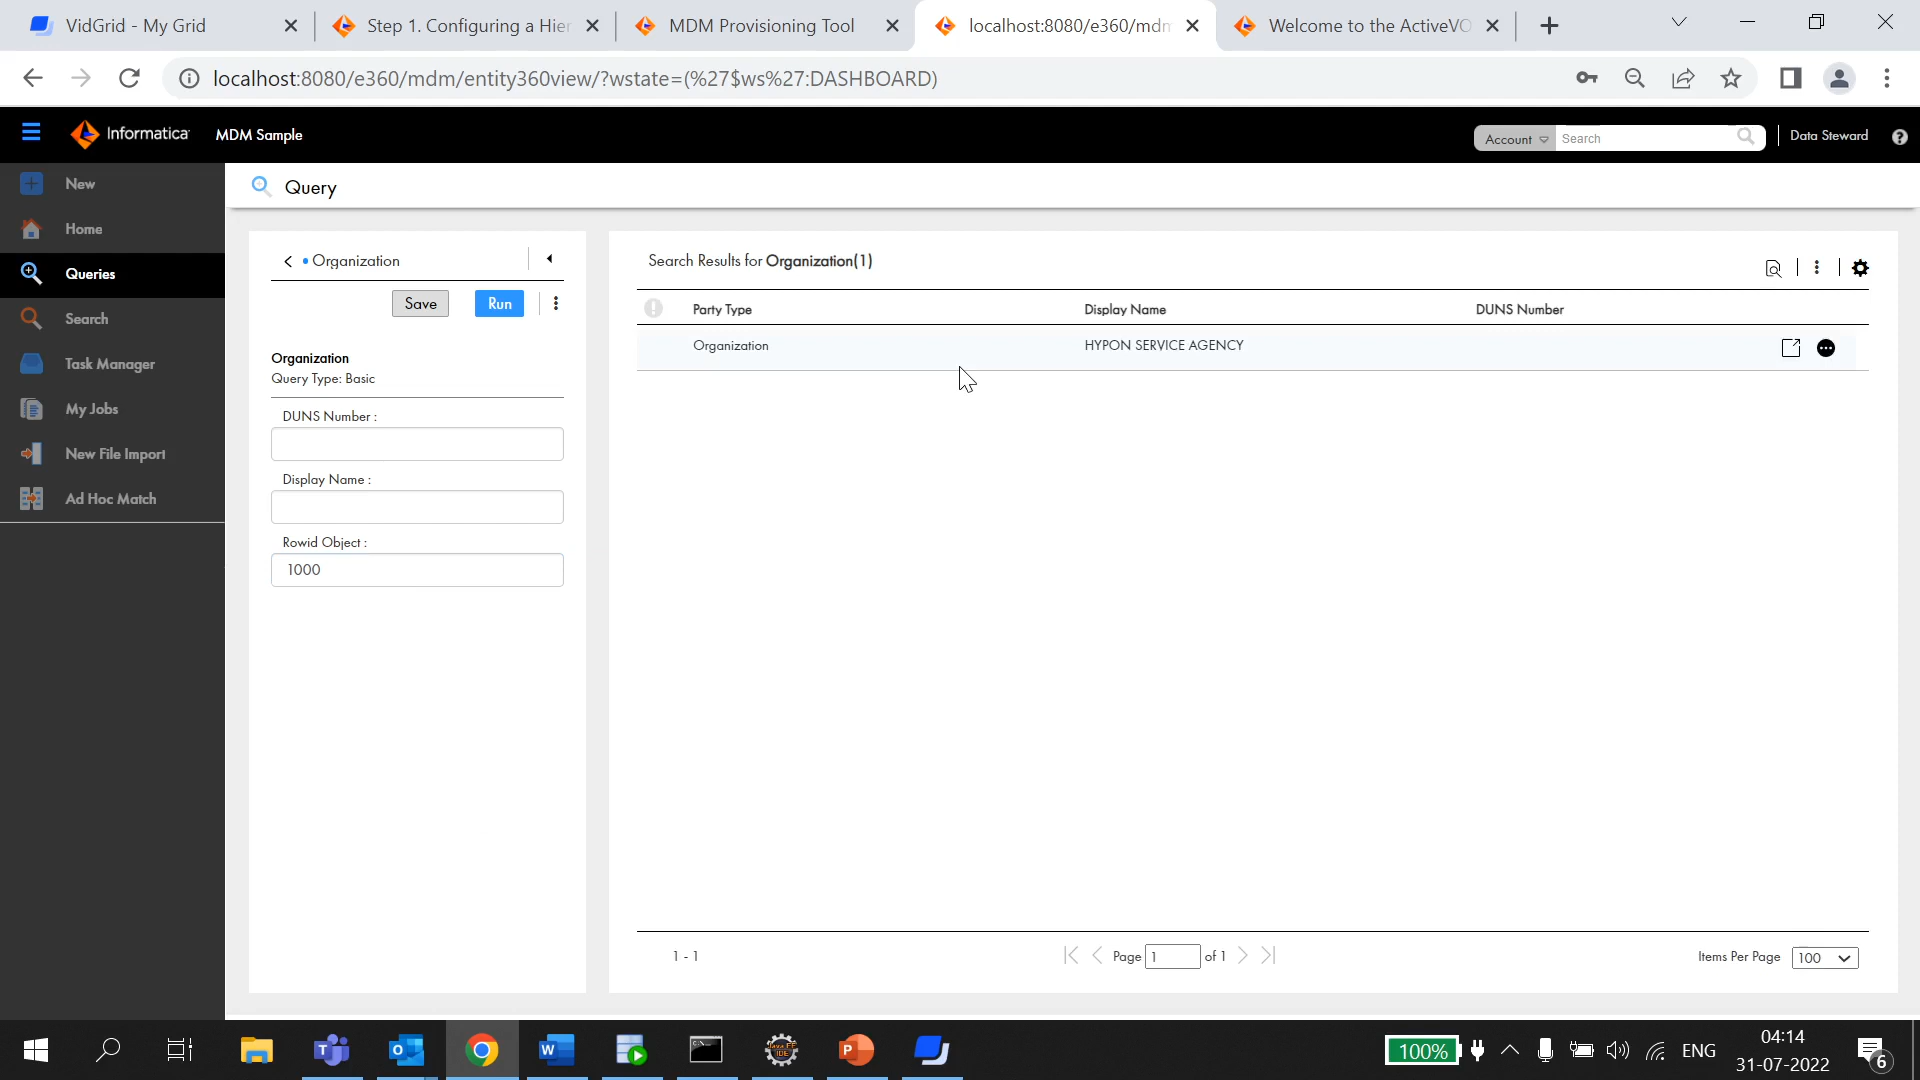 VidGrid - My Grid
Step 1. Configuring a Hier
MDM Provisioning Tool
localhost:8080/e360/mdm
Welcome to the ActiveVO
localhost:8080/e360/mdm/entity360view/?wstate=(%27$ws%27:DASHBOARD)
Informatica MDM Sample
Account Search
Data Steward
New
Home
Queries
Search
Task Manager
My Jobs
New File Import
Ad Hoc Match
Query
Organization
Save Run
Organization
Query Type: Basic
DUNS Number :
Display Name :
Rowid Object :
1000
Search Results for Organization(1)
Party Type Display Name DUNS Number
Organization HYPON SERVICE AGENCY
1 - 1
Page 1 of 1
Items Per Page 100
100%
ENG
04:14
31-07-2022
6